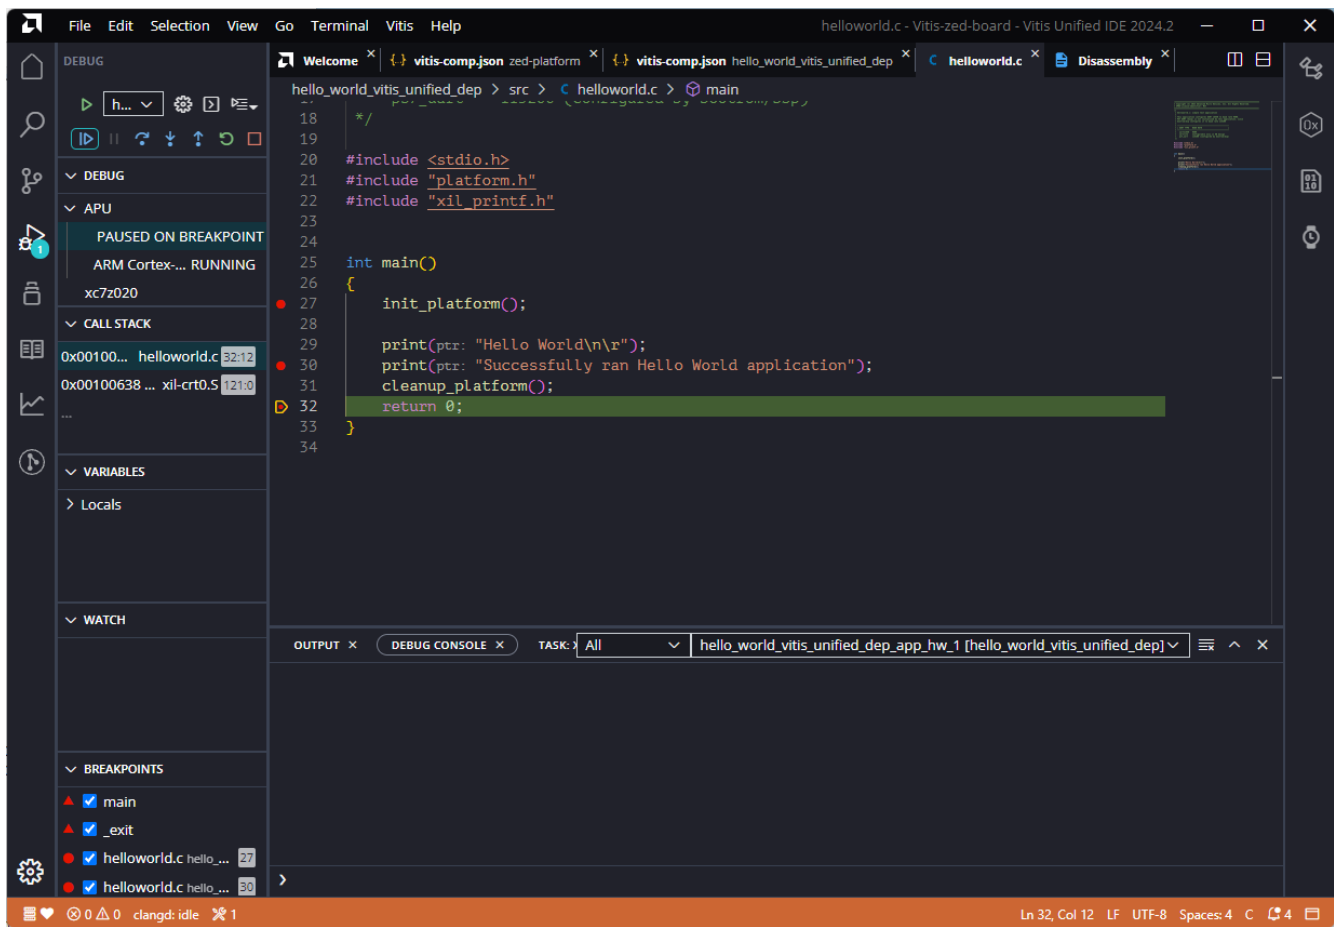 File Edit Selection View Go Terminal Vitis Help
helloworld.c - Vitis-zed-board - Vitis Unified IDE 2024.2
DEBUG
Welcome
vitis-comp.json zed-platform
vitis-comp.json hello_world_vitis_unified_dep
C helloworld.c
Disassembly
h...
hello_world_vitis_unified_dep > src > C helloworld.c > main
18 */
19
20 #include <stdio.h>
21 #include "platform.h"
22 #include "xil_printf.h"
23
24
25 int main()
26 {
27 init_platform();
28
29 print(ptr: "Hello World\n\r");
30 print(ptr: "Successfully ran Hello World application");
31 cleanup_platform();
32 return 0;
33 }
34
DEBUG
APU
PAUSED ON BREAKPOINT
ARM Cortex-... RUNNING
xc7z020
CALL STACK
0x00100... helloworld.c 32:12
0x00100638 ... xil-crt0.S 121:0
...
VARIABLES
Locals
WATCH
BREAKPOINTS
main
_exit
helloworld.c hello_... 27
helloworld.c hello_... 30
1
0x
01
10
OUTPUT
DEBUG CONSOLE
TASK:
All
hello_world_vitis_unified_dep_app_hw_1 [hello_world_vitis_unified_dep]
0 0 clangd: idle 1
Ln 32, Col 12 LF UTF-8 Spaces: 4 C 4